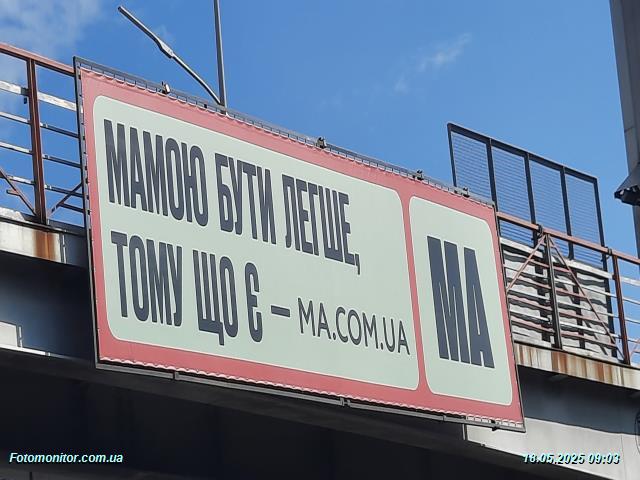 МАМОЮ БУТИ ЛЕГШЕ,
ТОМУ ЩО Є – MA.COM.UA
МА
Fotomonitor.com.ua
18.05.2025 09:03